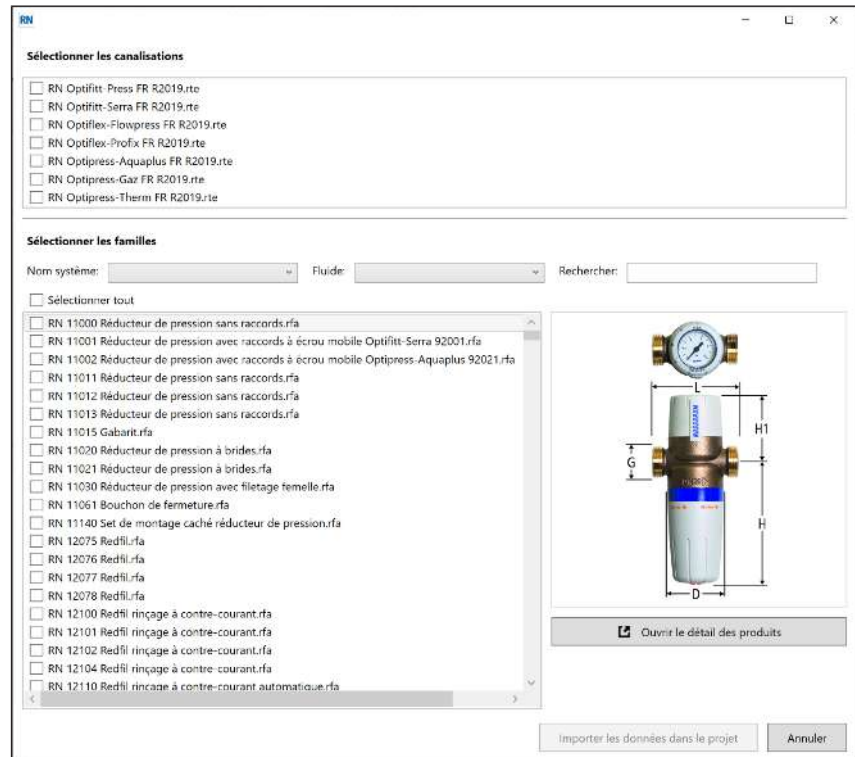 RN
Sélectionner les canalisations
RN Optifitt-Press FR R2019.rte
RN Optifitt-Serra FR R2019.rte
RN Optiflex-Flowpress FR R2019.rte
RN Optiflex-Profix FR R2019.rte
RN Optipress-Aquaplus FR R2019.rte
RN Optipress-Gaz FR R2019.rte
RN Optipress-Therm FR R2019.rte
Sélectionner les familles
Nom système: Fluide: Rechercher:
Sélectionner tout
RN 11000 Réducteur de pression sans raccords.rfa
RN 11001 Réducteur de pression avec raccords à écrou mobile Optifitt-Serra 92001.rfa
RN 11002 Réducteur de pression avec raccords à écrou mobile Optipress-Aquaplus 92021.rfa
RN 11011 Réducteur de pression sans raccords.rfa
RN 11012 Réducteur de pression sans raccords.rfa
RN 11013 Réducteur de pression sans raccords.rfa
RN 11015 Gabarit.rfa
RN 11020 Réducteur de pression à brides.rfa
RN 11021 Réducteur de pression à brides.rfa
RN 11030 Réducteur de pression avec filetage femelle.rfa
RN 11061 Bouchon de fermeture.rfa
RN 11140 Set de montage caché réducteur de pression.rfa
RN 12075 Redfil.rfa
RN 12076 Redfil.rfa
RN 12077 Redfil.rfa
RN 12078 Redfil.rfa
RN 12100 Redfil rinçage à contre-courant.rfa
RN 12101 Redfil rinçage à contre-courant.rfa
RN 12102 Redfil rinçage à contre-courant.rfa
RN 12104 Redfil rinçage à contre-courant.rfa
RN 12110 Redfil rinçage à contre-courant automatique.rfa
L
H1
G
H
D
Ouvrir le détail des produits
Importer les données dans le projet
Annuler